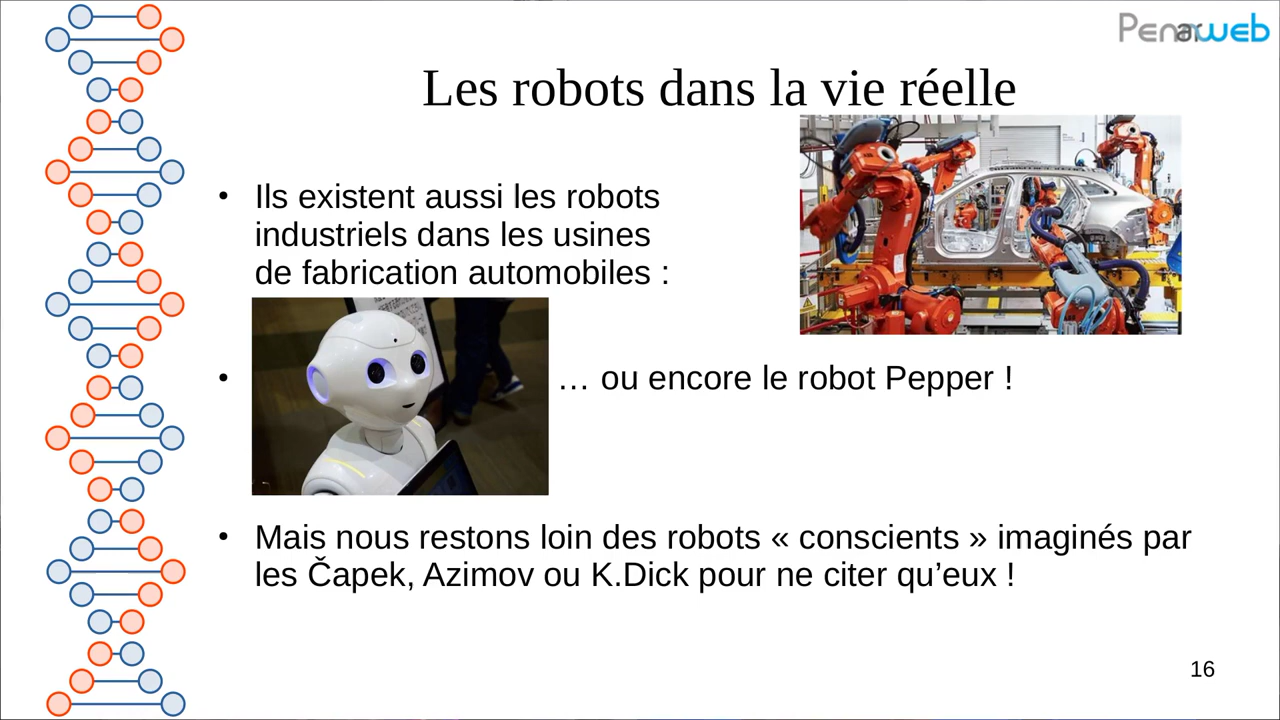 Penarweb
Les robots dans la vie réelle
• Ils existent aussi les robots
industriels dans les usines
de fabrication automobiles :
• … ou encore le robot Pepper !
• Mais nous restons loin des robots « conscients » imaginés par
les Čapek, Azimov ou K.Dick pour ne citer qu’eux !
16